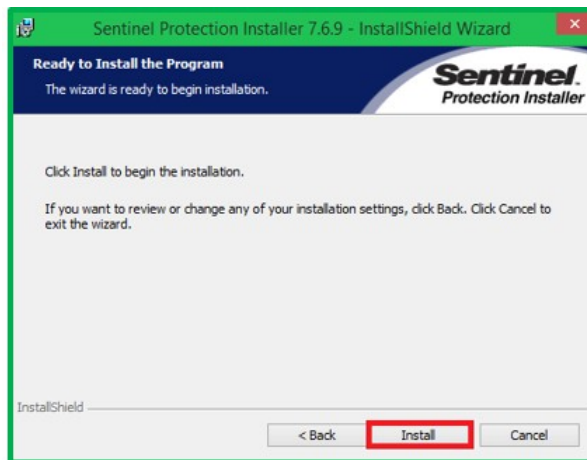 Sentinel Protection Installer 7.6.9 - InstallShield Wizard
Ready to Install the Program
The wizard is ready to begin installation.
Sentinel
Protection Installer
Click Install to begin the installation.
If you want to review or change any of your installation settings, click Back. Click Cancel to
exit the wizard.
InstallShield
< Back
Install
Cancel